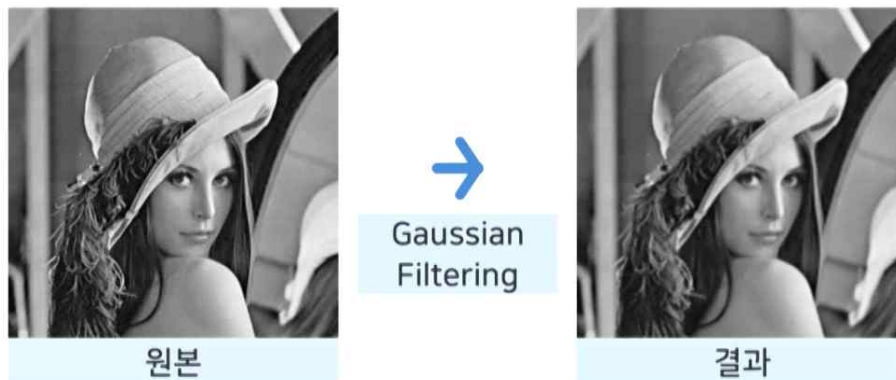 Gaussian
Filtering
원본
결과